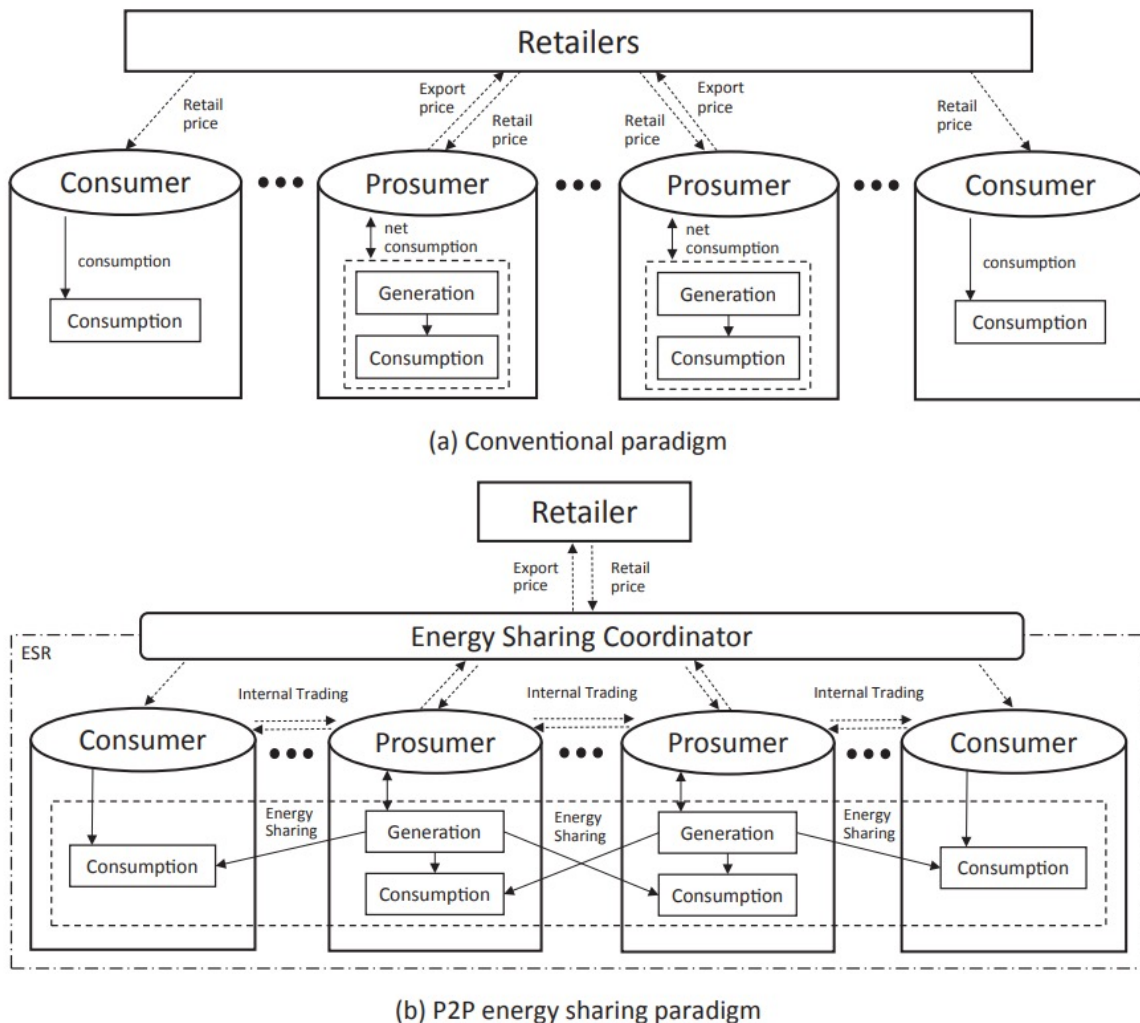 Retailers
Export
price
Export
price
Retail
price
Retail
price
Retail
price
Retail
price
Consumer
Prosumer
Prosumer
Consumer
net
consumption
net
consumption
consumption
consumption
Generation
Generation
Consumption
Consumption
Consumption
Consumption
(a) Conventional paradigm
Retailer
Export
price
Retail
price
Energy Sharing Coordinator
ESR
Internal Trading
Internal Trading
Internal Trading
Consumer
Prosumer
Prosumer
Consumer
Energy
Sharing
Energy
Sharing
Energy
Sharing
Generation
Generation
Consumption
Consumption
Consumption
Consumption
(b) P2P energy sharing paradigm